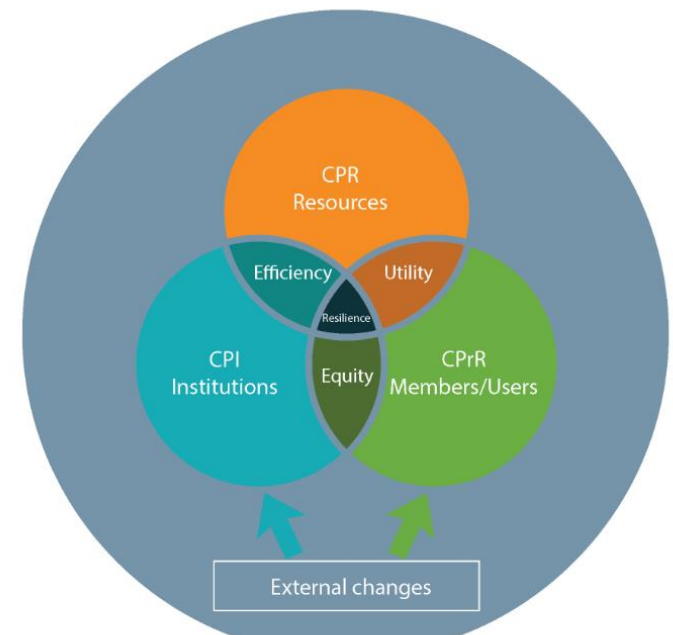 CPR
Resources
Efficiency
Utility
Resilience
CPI
Institutions
Equity
CPrR
Members/Users
External changes